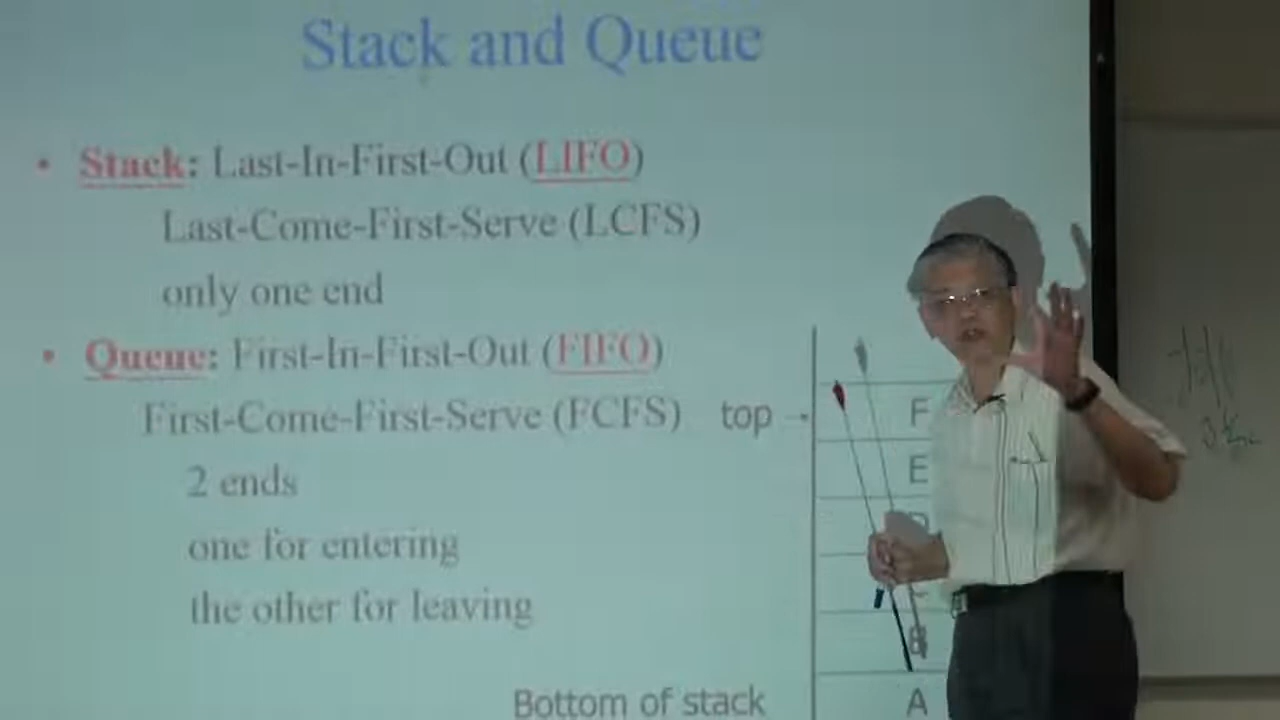 Stack and Queue
• Stack: Last-In-First-Out (LIFO)
Last-Come-First-Serve (LCFS)
only one end
• Queue: First-In-First-Out (FIFO)
First-Come-First-Serve (FCFS)
2 ends
one for entering
the other for leaving
top →
F
E
B
Bottom of stack
A